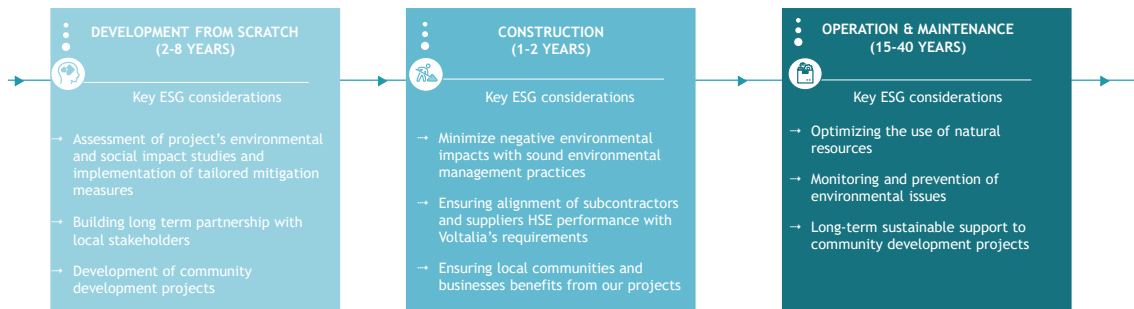 DEVELOPMENT FROM SCRATCH
(2-8 YEARS)
Key ESG considerations
→ Assessment of project's environmental
and social impact studies and
implementation of tailored mitigation
measures
→ Building long term partnership with
local stakeholders
→ Development of community
development projects
CONSTRUCTION
(1-2 YEARS)
Key ESG considerations
→ Minimize negative environmental
impacts with sound environmental
management practices
→ Ensuring alignment of subcontractors
and suppliers HSE performance with
Voltalia's requirements
→ Ensuring local communities and
businesses benefits from our projects
OPERATION & MAINTENANCE
(15-40 YEARS)
Key ESG considerations
→ Optimizing the use of natural
resources
→ Monitoring and prevention of
environmental issues
→ Long-term sustainable support to
community development projects